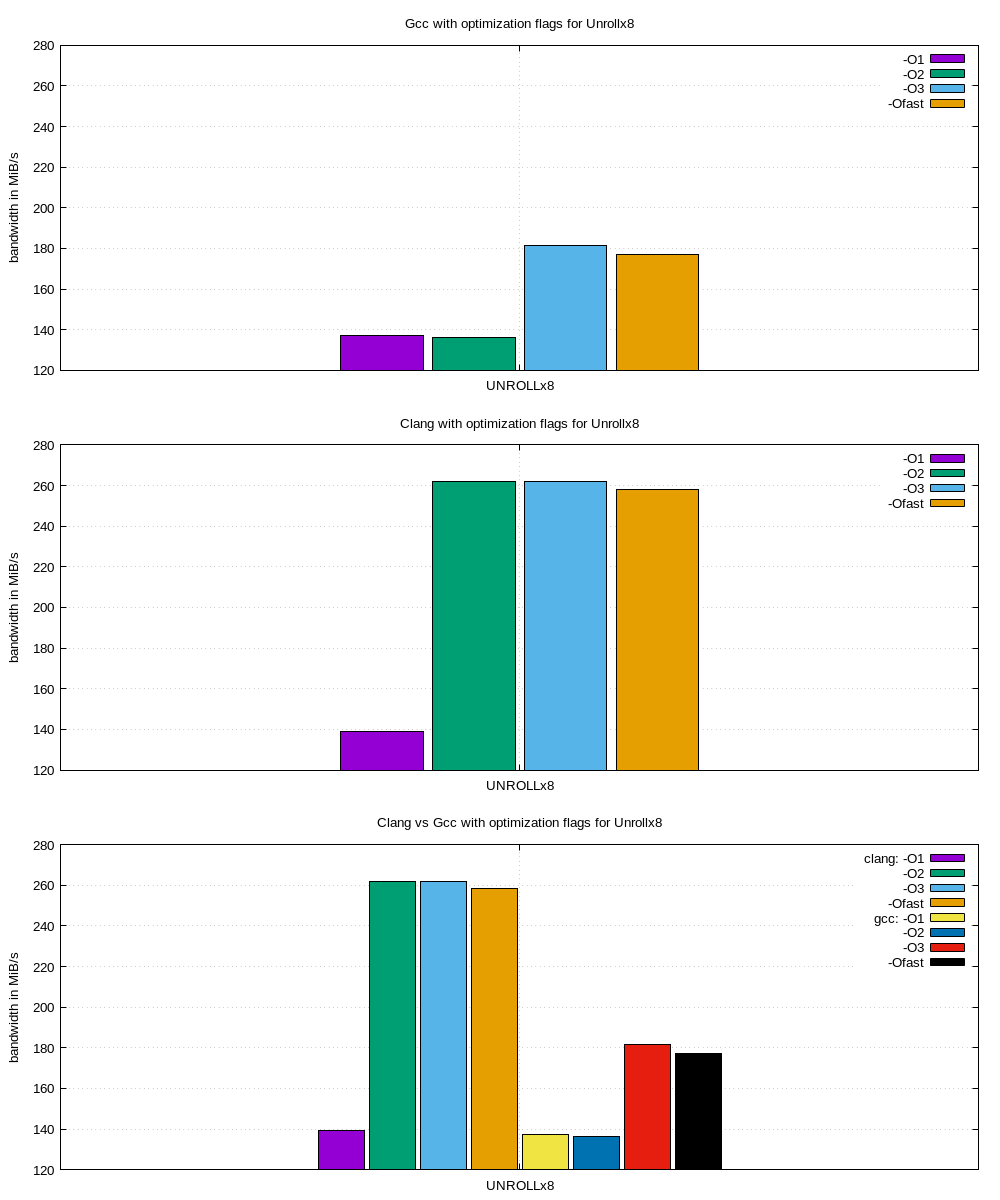 Gcc with optimization flags for Unrollx8
bandwidth in MiB/s
280
260
240
220
200
180
160
140
120
-O1
-O2
-O3
-Ofast
UNROLLx8
Clang with optimization flags for Unrollx8
bandwidth in MiB/s
280
260
240
220
200
180
160
140
120
-O1
-O2
-O3
-Ofast
UNROLLx8
Clang vs Gcc with optimization flags for Unrollx8
bandwidth in MiB/s
280
260
240
220
200
180
160
140
120
clang: -O1
-O2
-O3
-Ofast
gcc: -O1
-O2
-O3
-Ofast
UNROLLx8